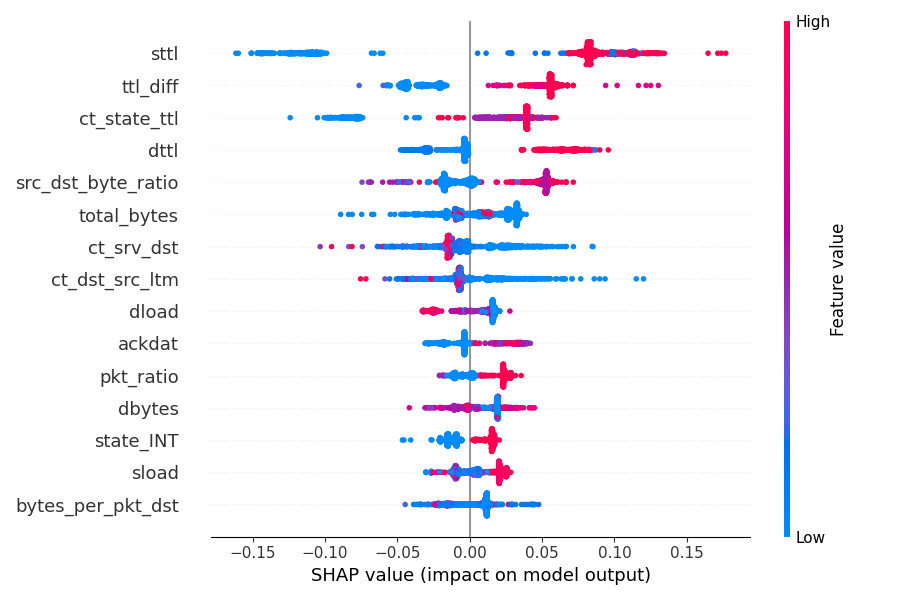 High
sttl
ttl_diff
ct_state_ttl
dttl
src_dst_byte_ratio
total_bytes
ct_srv_dst
ct_dst_src_ltm
dload
ackdat
pkt_ratio
dbytes
state_INT
sload
bytes_per_pkt_dst
Feature value
Low
−0.15 −0.10 −0.05 0.00 0.05 0.10 0.15
SHAP value (impact on model output)